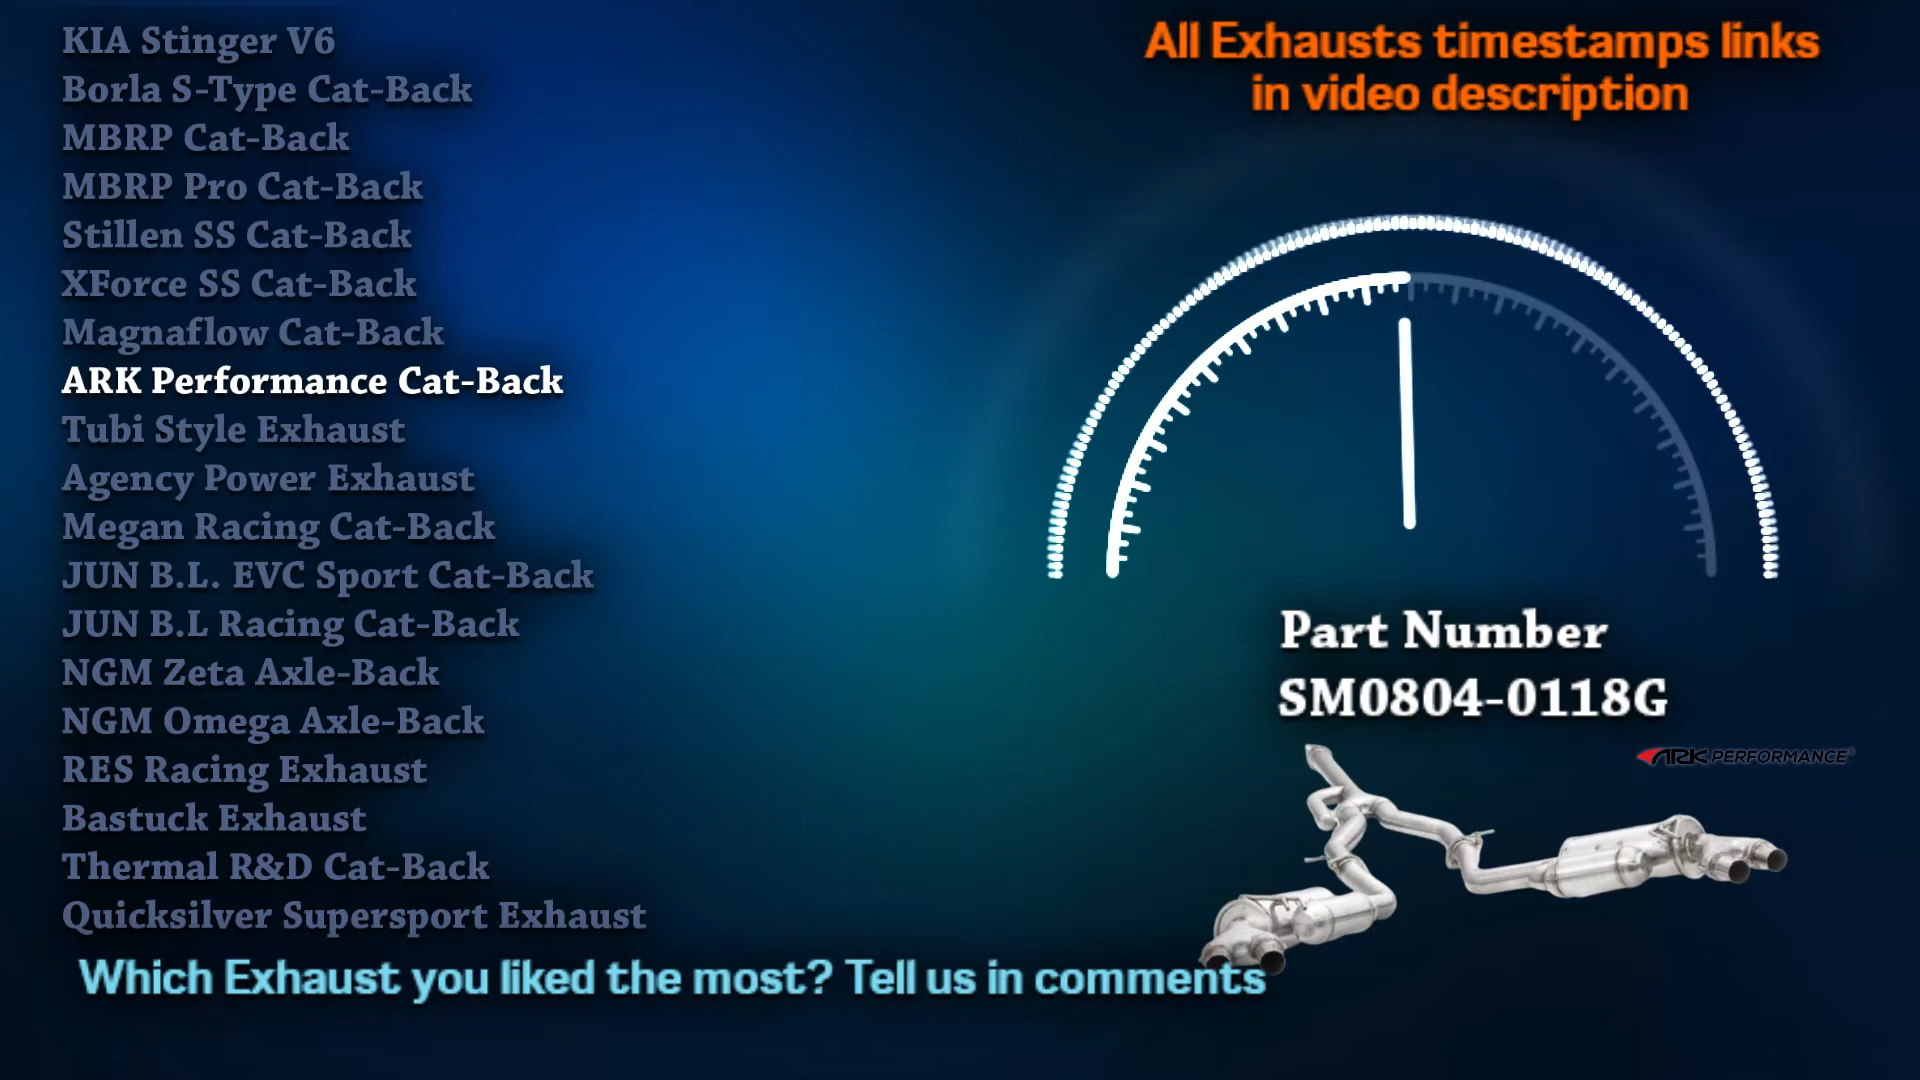 KIA Stinger V6
Borla S-Type Cat-Back
MBRP Cat-Back
MBRP Pro Cat-Back
Stillen SS Cat-Back
XForce SS Cat-Back
Magnaflow Cat-Back
ARK Performance Cat-Back
Tubi Style Exhaust
Agency Power Exhaust
Megan Racing Cat-Back
JUN B.L. EVC Sport Cat-Back
JUN B.L Racing Cat-Back
NGM Zeta Axle-Back
NGM Omega Axle-Back
RES Racing Exhaust
Bastuck Exhaust
Thermal R&D Cat-Back
Quicksilver Supersport Exhaust
Which Exhaust you liked the most? Tell us in comments
All Exhausts timestamps links
in video description
Part Number
SM0804-0118G
ARK PERFORMANCE®